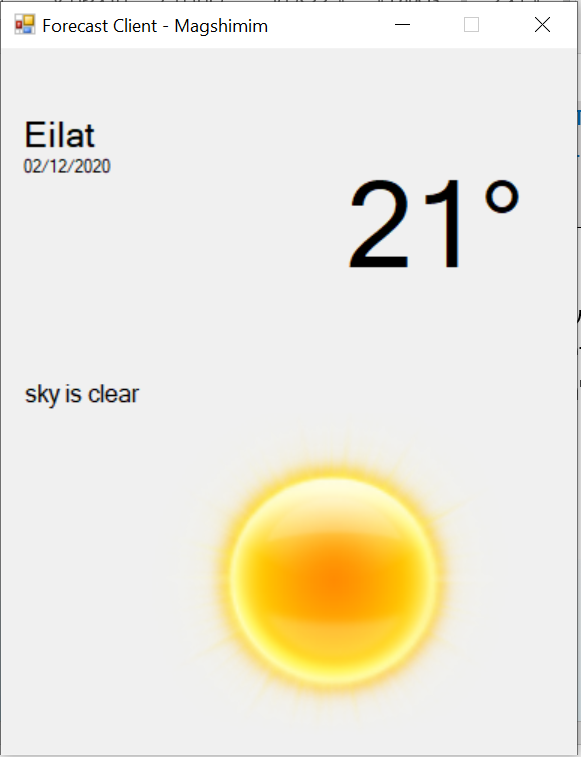 Forecast Client - Magshimim
Eilat
02/12/2020
21°
sky is clear